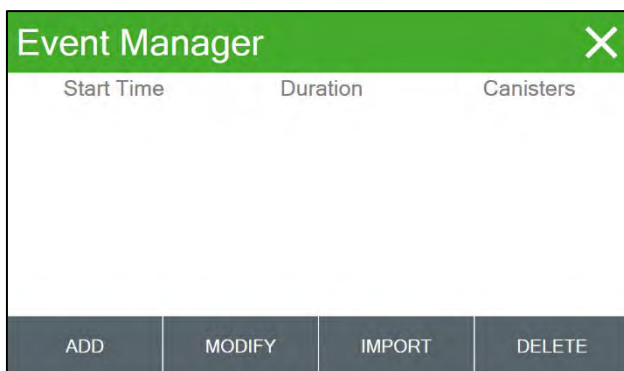 Event Manager
Start Time Duration Canisters
ADD MODIFY IMPORT DELETE